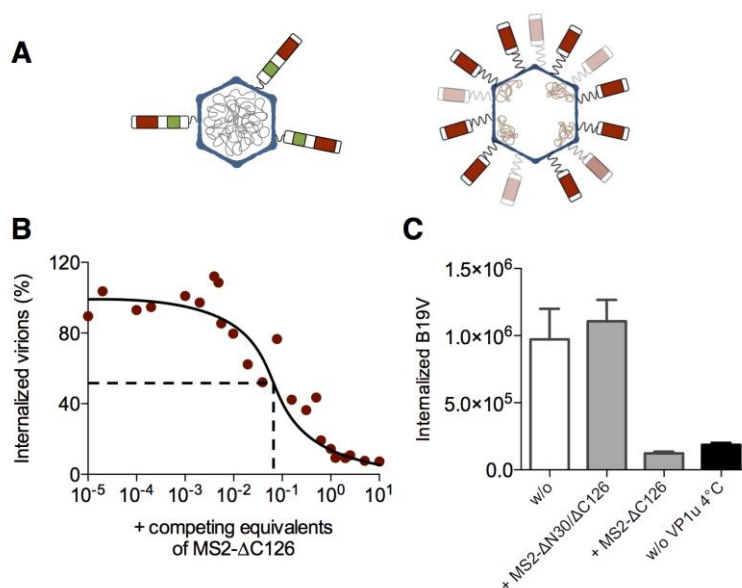 A
B
Internalized virions (%)
120
80
40
0
10-5
10-4
10-3
10-2
10-1
100
101
+ competing equivalents
of MS2-ΔC126
C
Internalized B19V
1.5×106
1.0×106
5.0×105
0.0
w/o
+ MS2-ΔN30/ΔC126
+ MS2-ΔC126
w/o VP1u 4°C